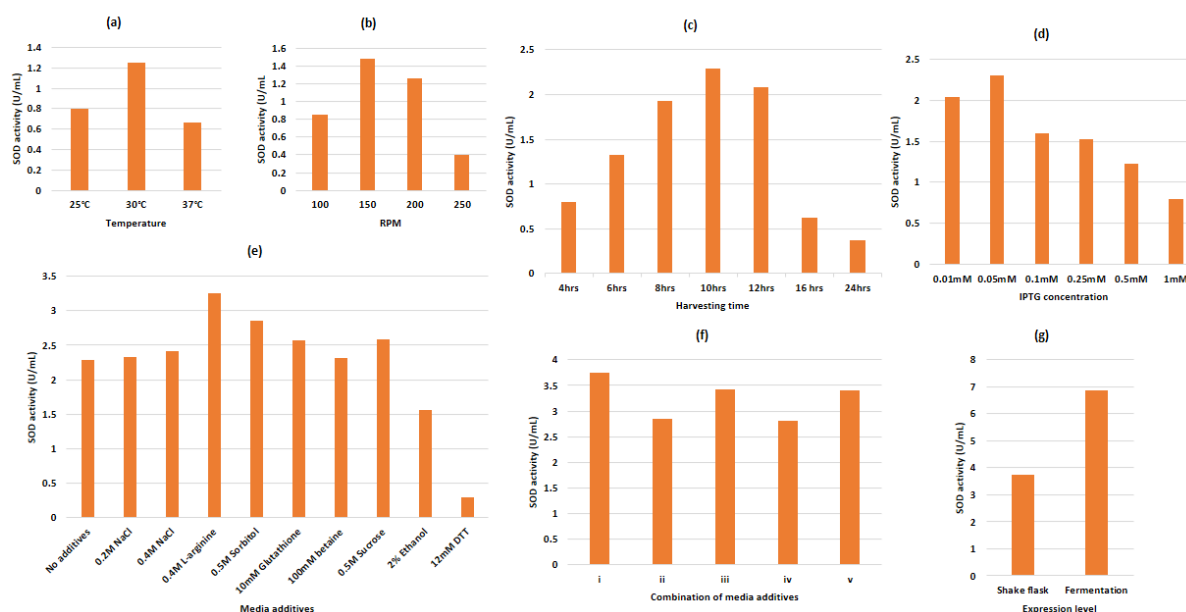 (a)
SOD activity (U/mL)
1.4
1.2
1
0.8
0.6
0.4
0.2
0
25℃ 30℃ 37℃
Temperature
(b)
SOD activity (U/mL
1.6
1.4
1.2
1
0.8
0.6
0.4
0.2
0
100 150 200 250
RPM
(c)
SOD activity (U/mL)
2.5
2
1.5
1
0.5
0
4hrs 6hrs 8hrs 10hrs 12hrs 16 hrs 24hrs
Harvesting time
(d)
SOD activity (U/mL)
2.5
2
1.5
1
0.5
0
0.01mM 0.05mM 0.1mM 0.25mM 0.5mM 1mM
IPTG concentration
(e)
SOD activity (U/mL)
3.5
3
2.5
2
1.5
1
0.5
0
No additives
0.2M NaCl
0.4M NaCl
0.4M L-arginine
0.5M Sorbitol
10mM Glutathione
100mM betaine
0.5M Sucrose
2% Ethanol
12mM DTT
Media additives
(f)
SOD activity (U/mL)
4
3.5
3
2.5
2
1.5
1
0.5
0
i ii iii iv v
Combination of media additives
(g)
SOD activity (U/mL)
8
7
6
5
4
3
2
1
0
Shake flask Fermentation
Expression level